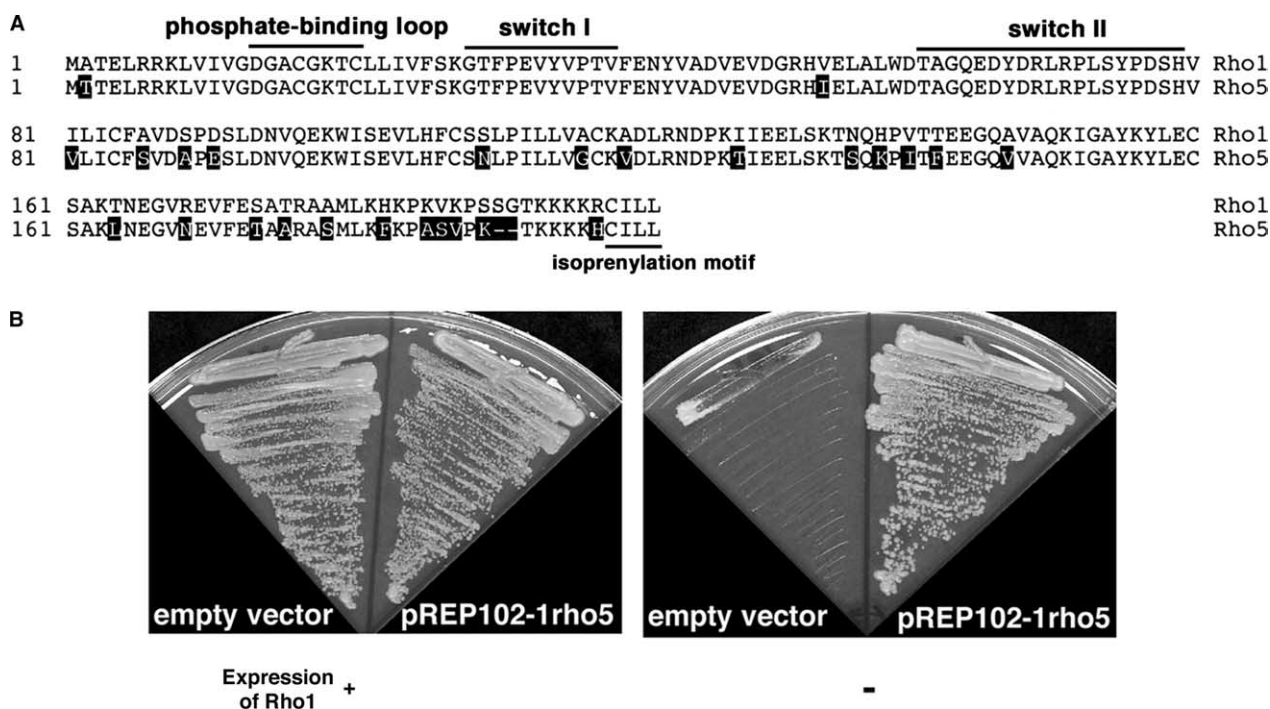 A
phosphate-binding loop switch I switch II
1 MATELRRKLVIVGDGACGKTCLLIVFSKGTFPEVYVPTVFENYVADVEVDGRHVELALWDTAGQEDYDRLRPLSYPDSHV Rho1
1 MTTELRRKLVIVGDGACGKTCLLIVFSKGTFPEVYVPTVFENYVADVEVDGRHIELALWDTAGQEDYDRLRPLSYPDSHV Rho5
81 ILICFAVDSPDSLDNVQEKWISEVLHFCSSLPILLVACKADLRNDPKIIEELSKTNQHPVTTEEGQAVAQKIGAYKYLEC Rho1
81 VLICFSVDAPESLDNVQEKWISEVLHFCSNLPILLVGCKVDLRNDPKTIEELSKTSQKPITFEEGQVVAQKIGAYKYLEC Rho5
161 SAKTNEGVREVFESATRAAMLKHKPKVKPSSGTKKKKRCILL Rho1
161 SAKLNEGVNEVFETAARASMLKFKPASVPK--TKKKKHCILL Rho5
isoprenylation motif
B
empty vector pREP102-1rho5 empty vector pREP102-1rho5
Expression
of Rho1 + -